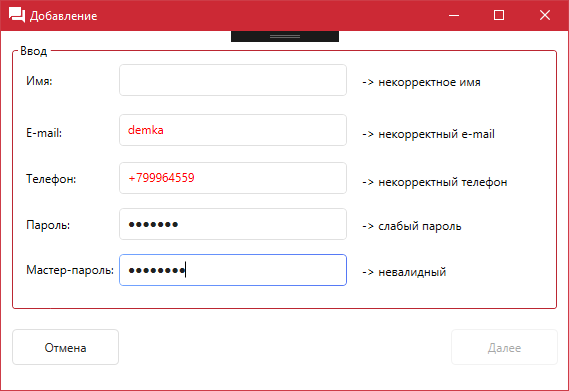 Добавление
Ввод
Имя:
-> некорректное имя
E-mail:
demka
-> некорректный e-mail
Телефон:
+799964559
-> некорректный телефон
Пароль:
●●●●●●●
-> слабый пароль
Мастер-пароль:
●●●●●●●●
-> невалидный
Отмена
Далее